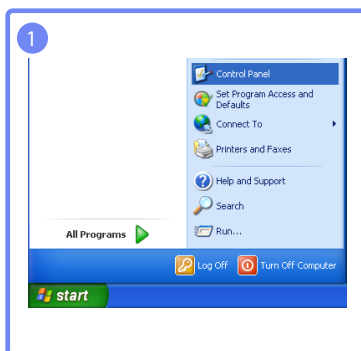 1
Control Panel
Set Program Access and
Defaults
Connect To
Printers and Faxes
Help and Support
Search
All Programs
Run...
Log Off
Turn Off Computer
start